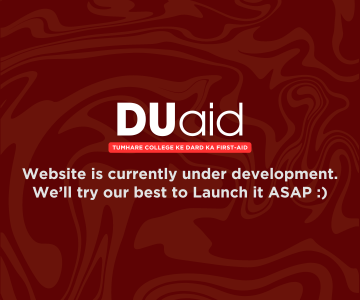 DUaid
TUMHARE COLLEGE KE DARD KA FIRST-AID
Website is currently under development.
We'll try our best to Launch it ASAP :)